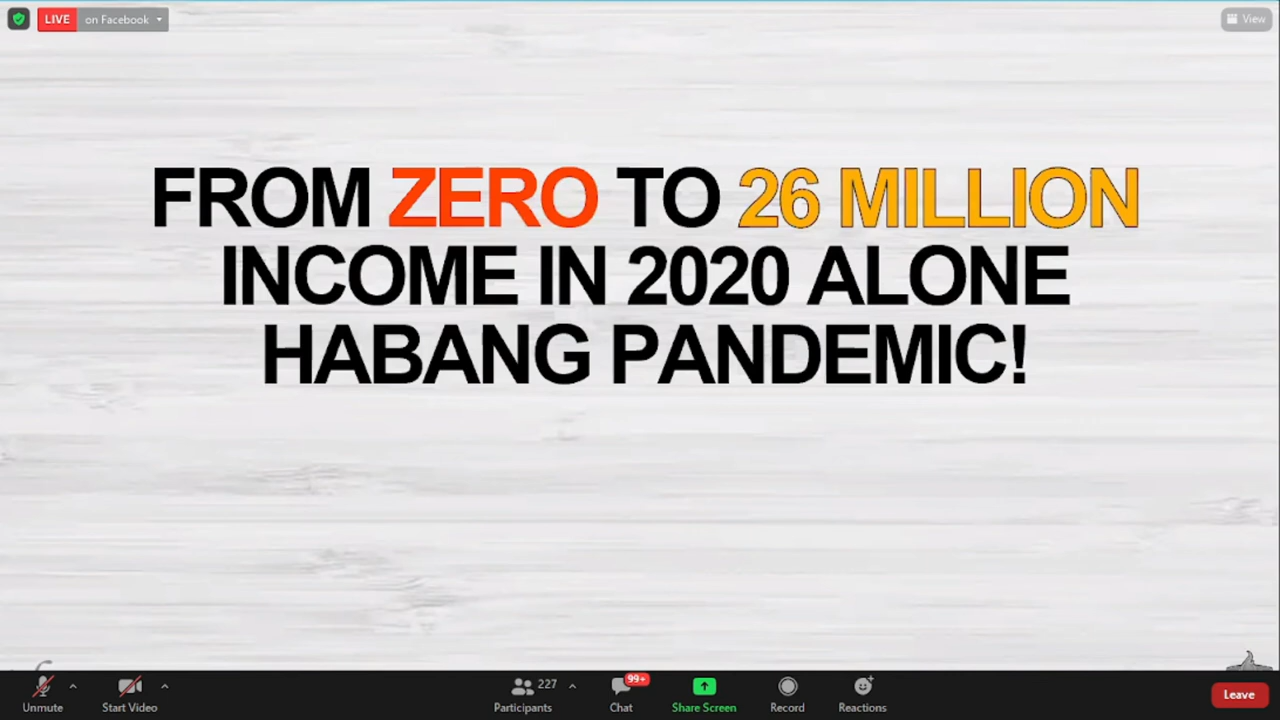 LIVE on Facebook
View
FROM ZERO TO 26 MILLION
INCOME IN 2020 ALONE
HABANG PANDEMIC!
227
99+
Unmute
Start Video
Participants
Chat
Share Screen
Record
Reactions
Leave